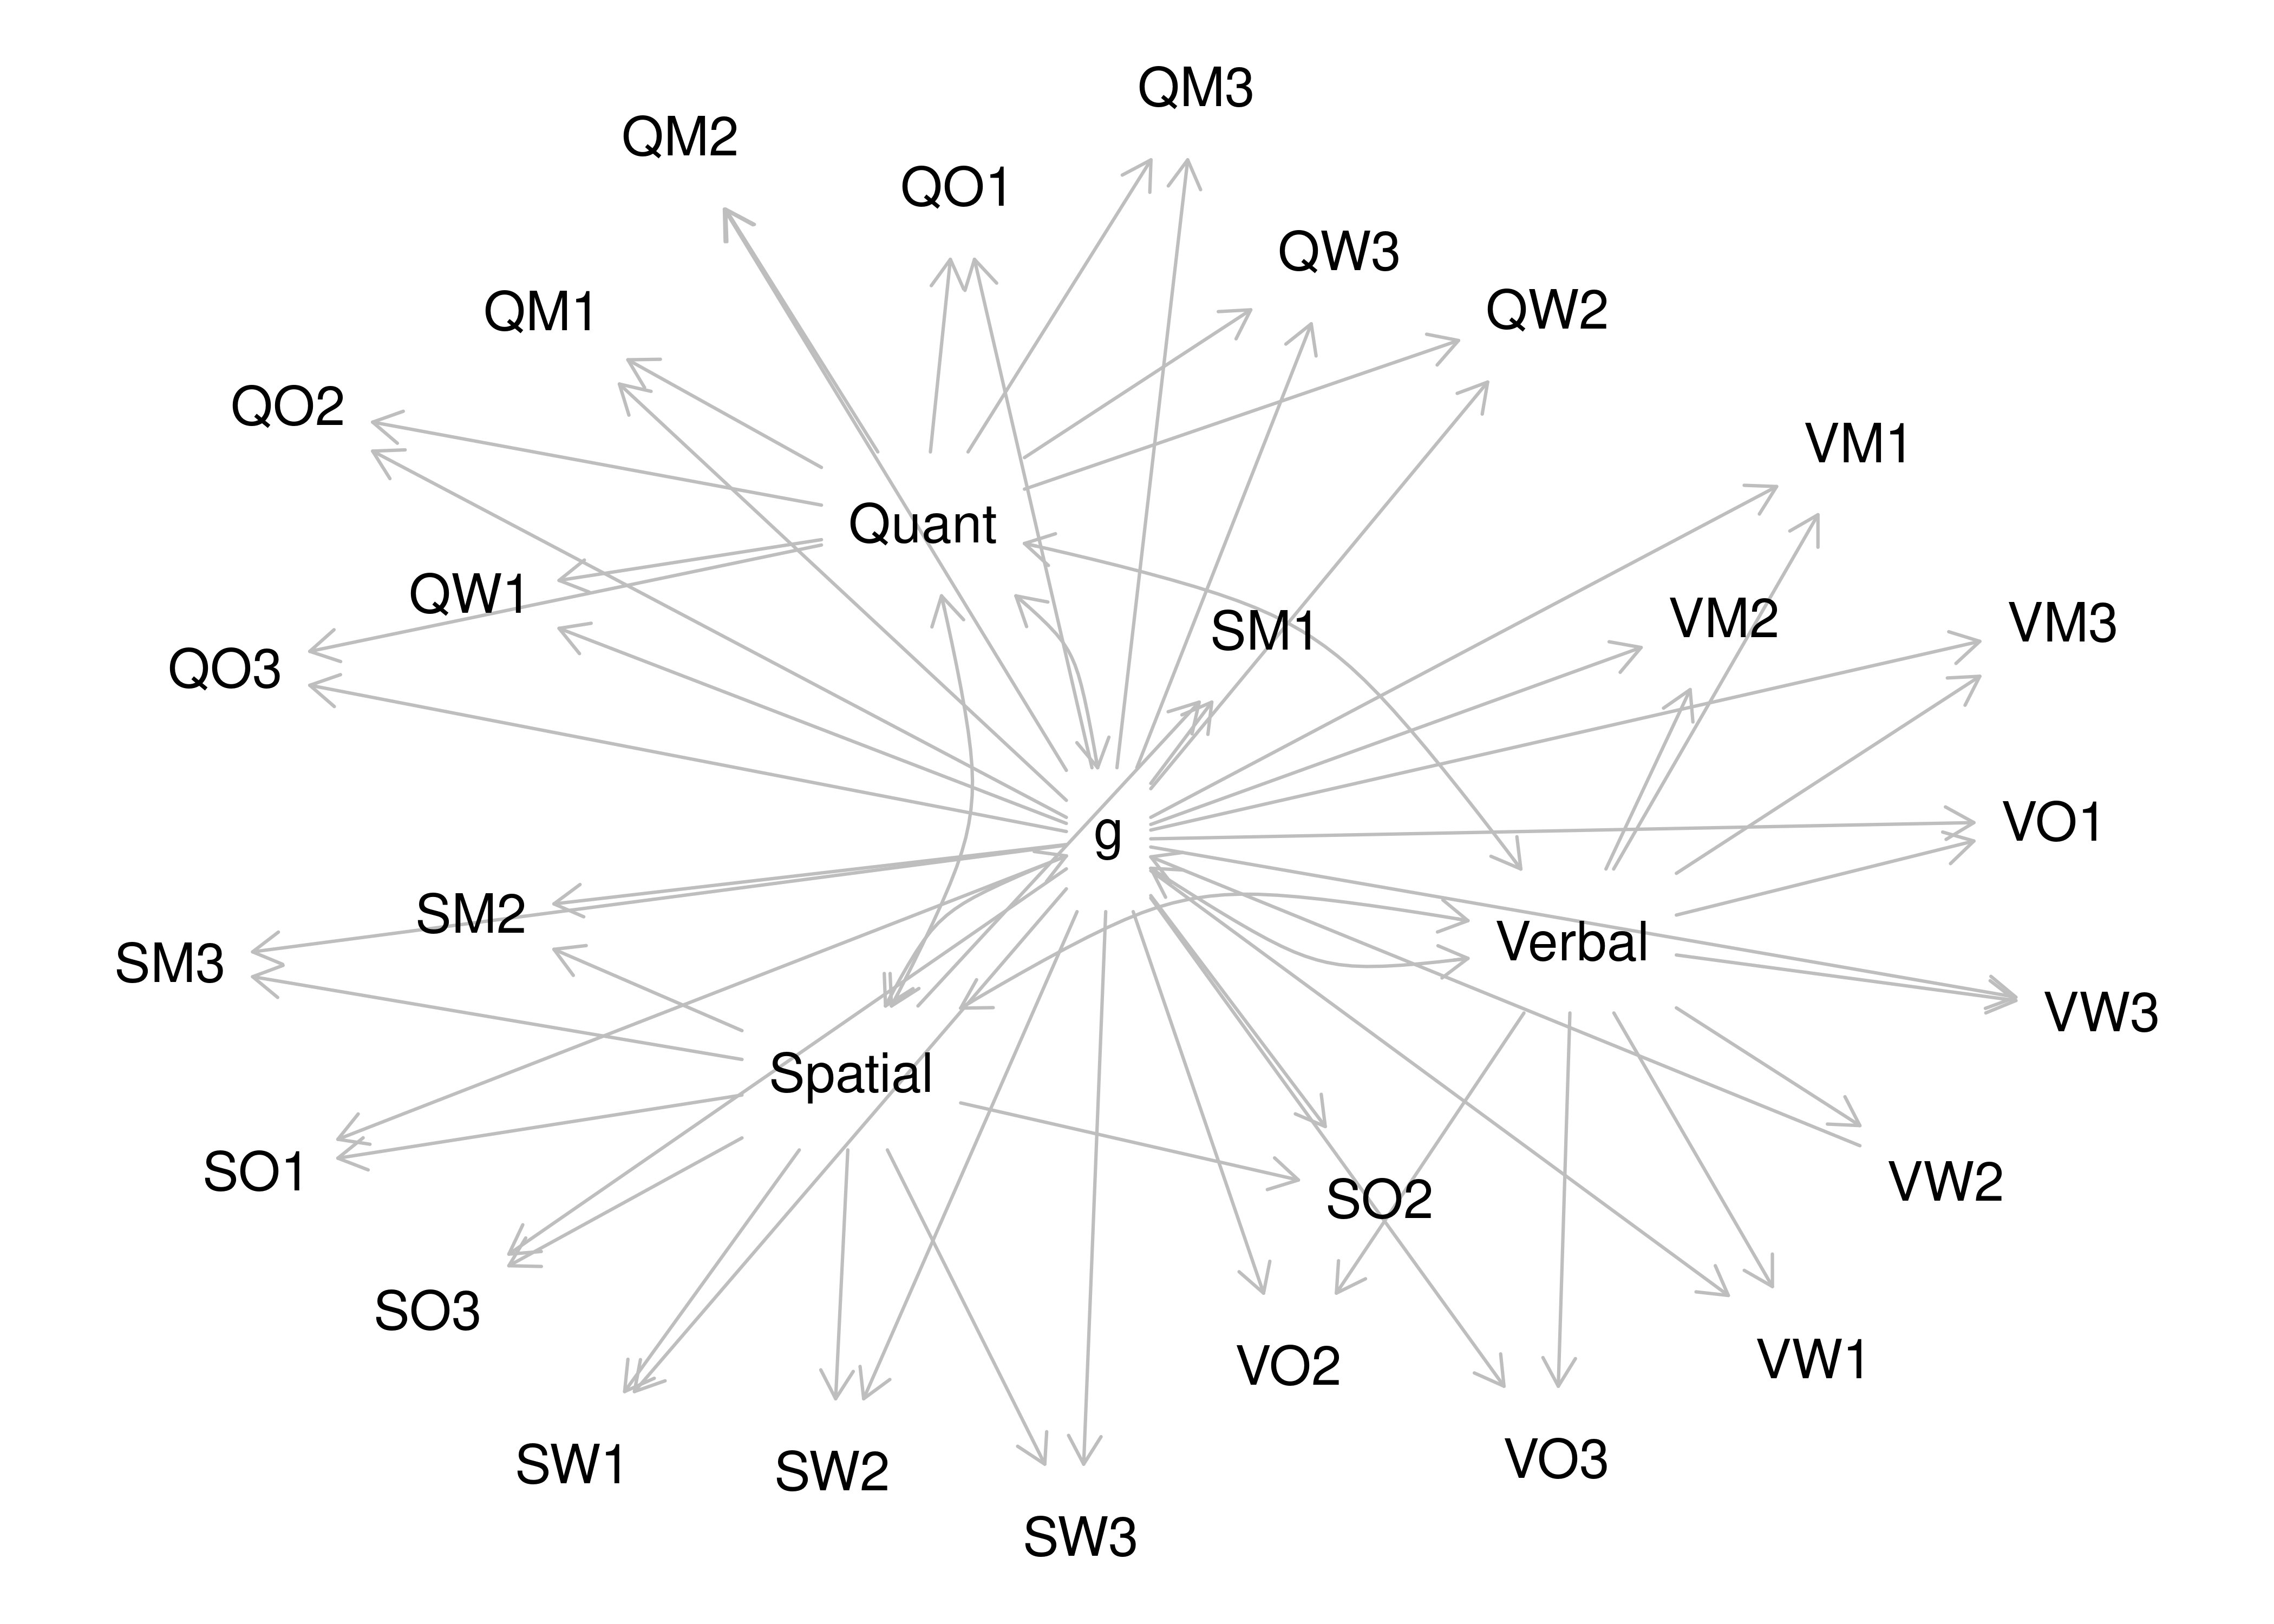 QM3
QM2
QO1
QW3
QM1
QW2
QO2
VM1
Quant
QW1
VM2
VM3
SM1
QO3
VO1
g
SM2
Verbal
SM3
VW3
Spatial
SO1
VW2
SO2
SO3
VO2
VW1
SW1
SW2
VO3
SW3